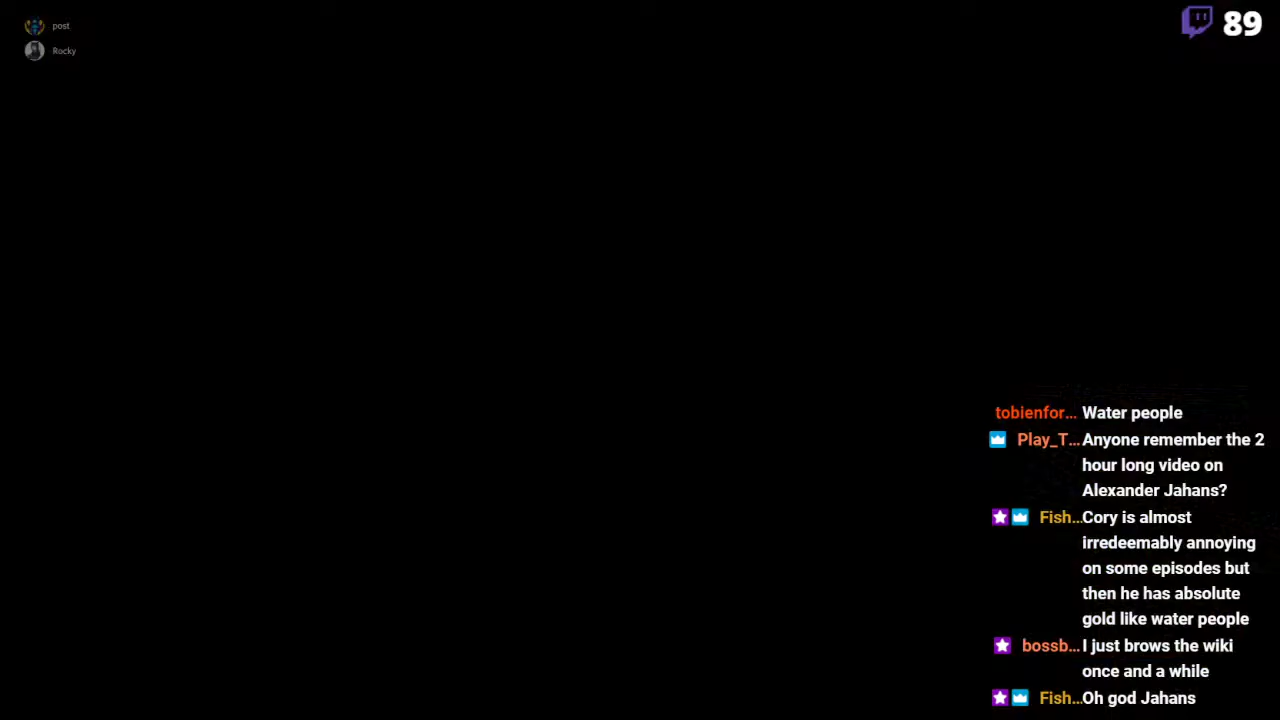 post
Rocky
89
tobienfor... Water people
Play_T... Anyone remember the 2
hour long video on
Alexander Jahans?
Fish... Cory is almost
irredeemably annoying
on some episodes but
then he has absolute
gold like water people
bossb... I just brows the wiki
once and a while
Fish... Oh god Jahans